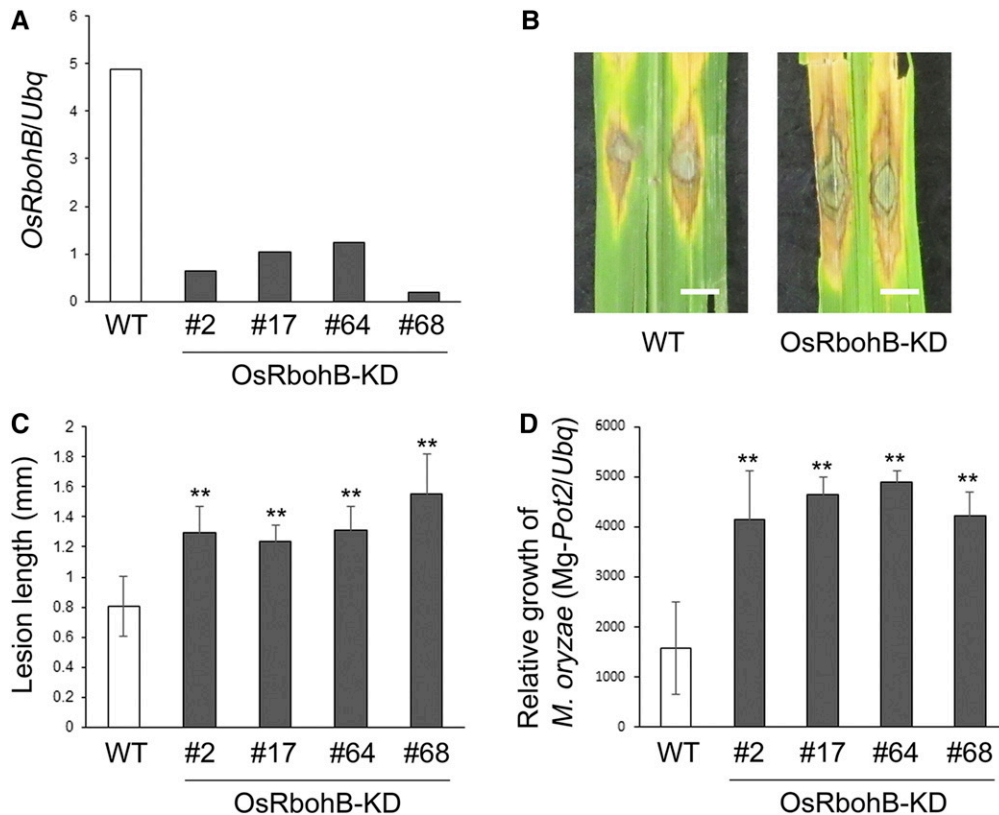 A
OsRbohB/Ubq
6
5
4
3
2
1
0
WT #2 #17 #64 #68
OsRbohB-KD
B
WT OsRbohB-KD
C
Lesion length (mm)
2
1.8
1.6
1.4
1.2
1
0.8
0.6
0.4
0.2
0
** ** ** **
WT #2 #17 #64 #68
OsRbohB-KD
D
Relative growth of
M. oryzae (Mg-Pot2/Ubq)
6000
5000
4000
3000
2000
1000
0
** ** ** **
WT #2 #17 #64 #68
OsRbohB-KD